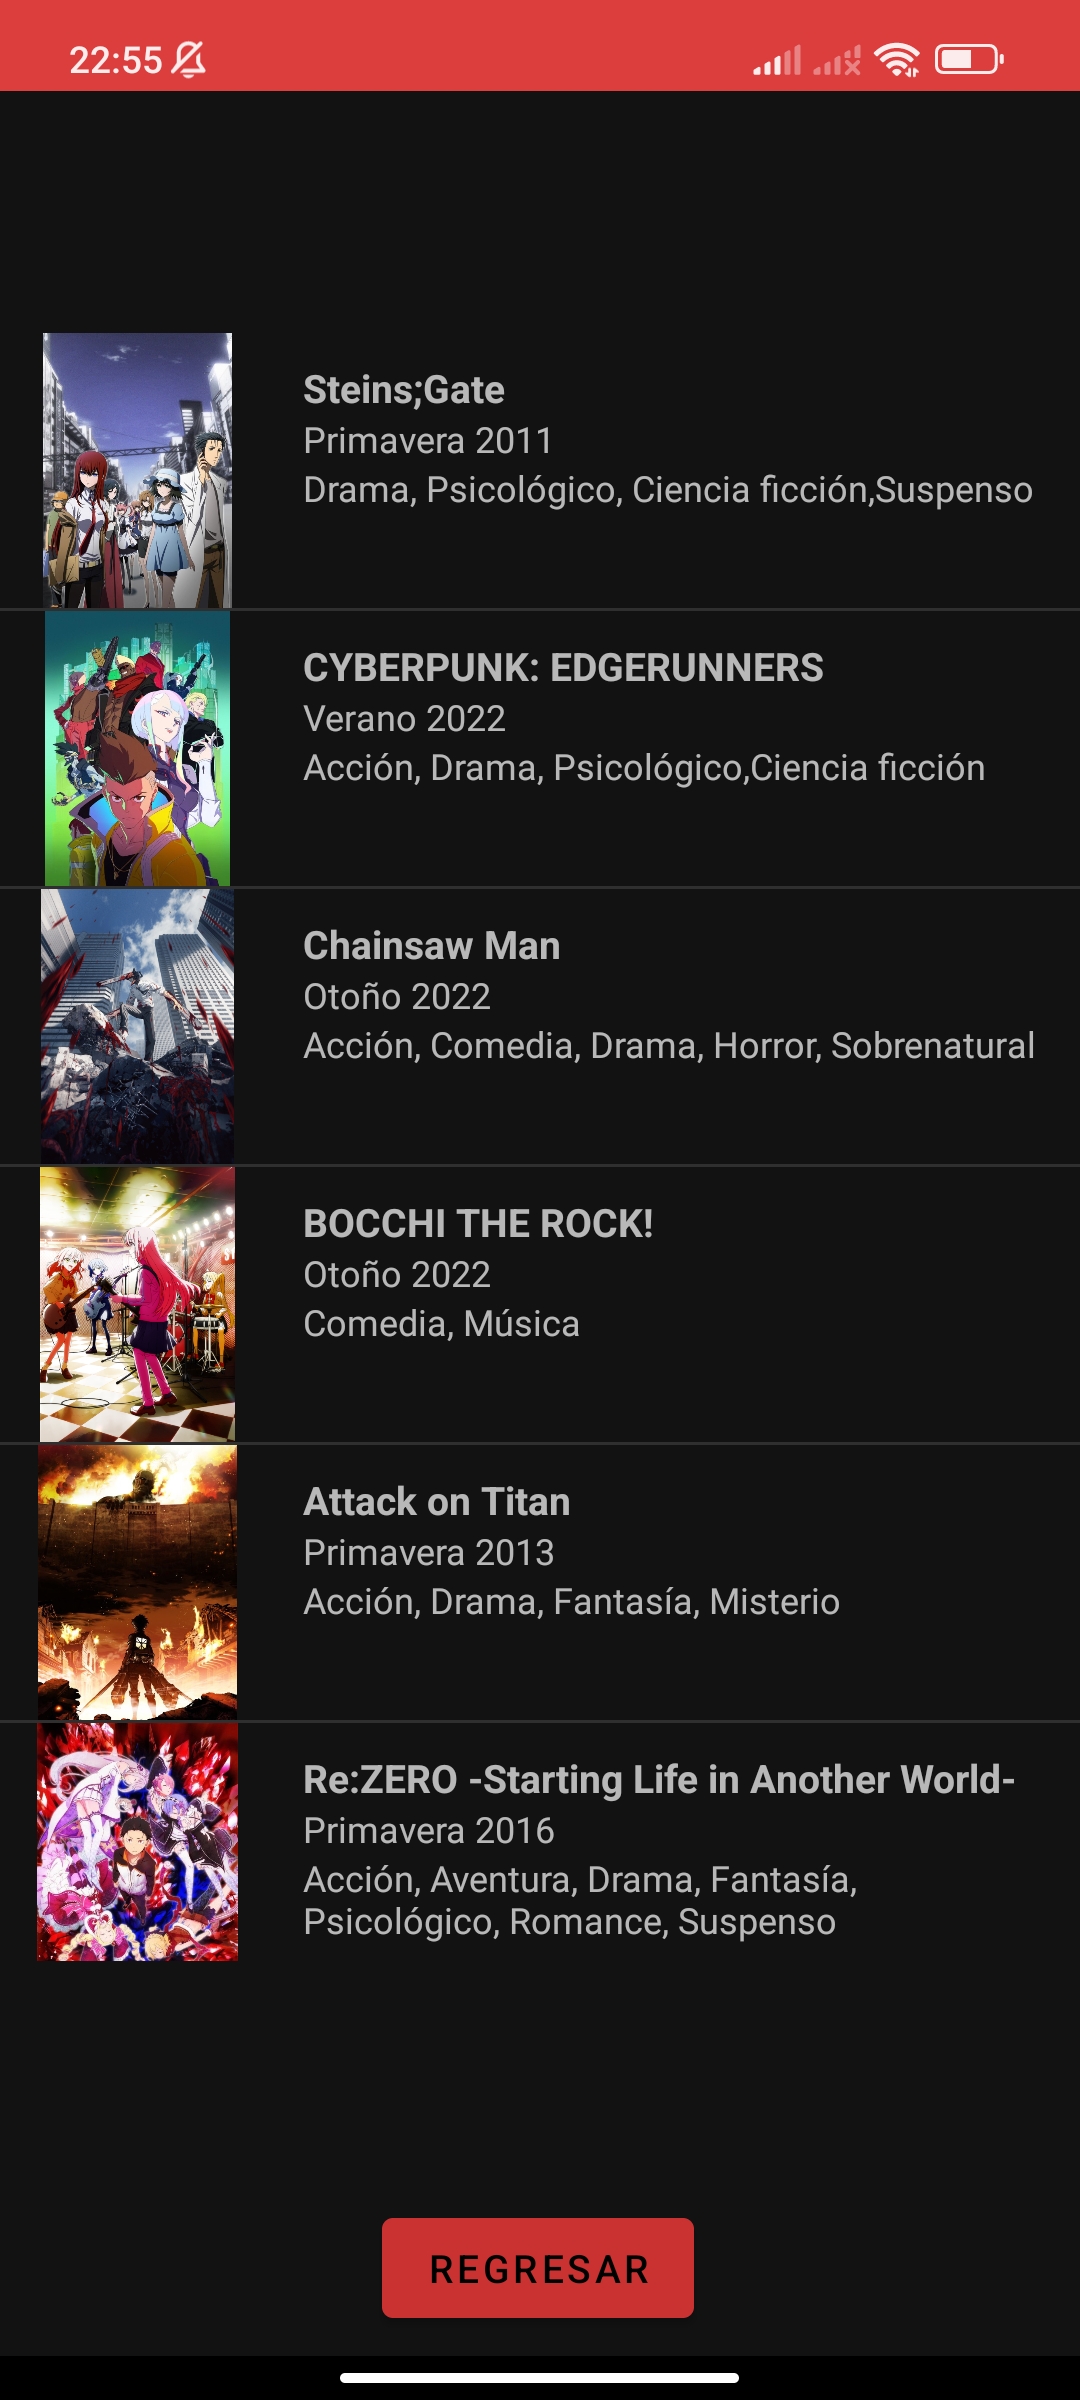 22:55
Steins;Gate
Primavera 2011
Drama, Psicológico, Ciencia ficción,Suspenso
CYBERPUNK: EDGERUNNERS
Verano 2022
Acción, Drama, Psicológico,Ciencia ficción
Chainsaw Man
Otoño 2022
Acción, Comedia, Drama, Horror, Sobrenatural
BOCCHI THE ROCK!
Otoño 2022
Comedia, Música
Attack on Titan
Primavera 2013
Acción, Drama, Fantasía, Misterio
Re:ZERO -Starting Life in Another World-
Primavera 2016
Acción, Aventura, Drama, Fantasía,
Psicológico, Romance, Suspenso
REGRESAR